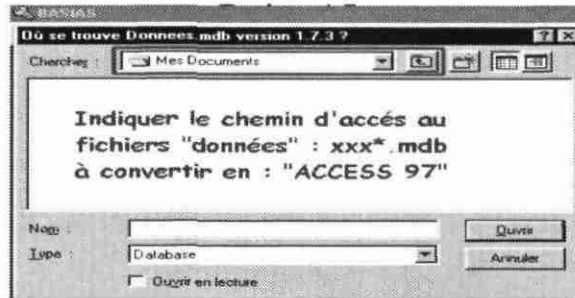 BASIAS
Où se trouve Donnees.mdb version 1.7.3 ?
Chercher : Mes Documents
Indiquer le chemin d'accés au
fichiers "données" : xxx*.mdb
à convertir en : "ACCESS 97"
Nom :
Ouvrir
Type : Database
Annuler
Ouvrir en lecture